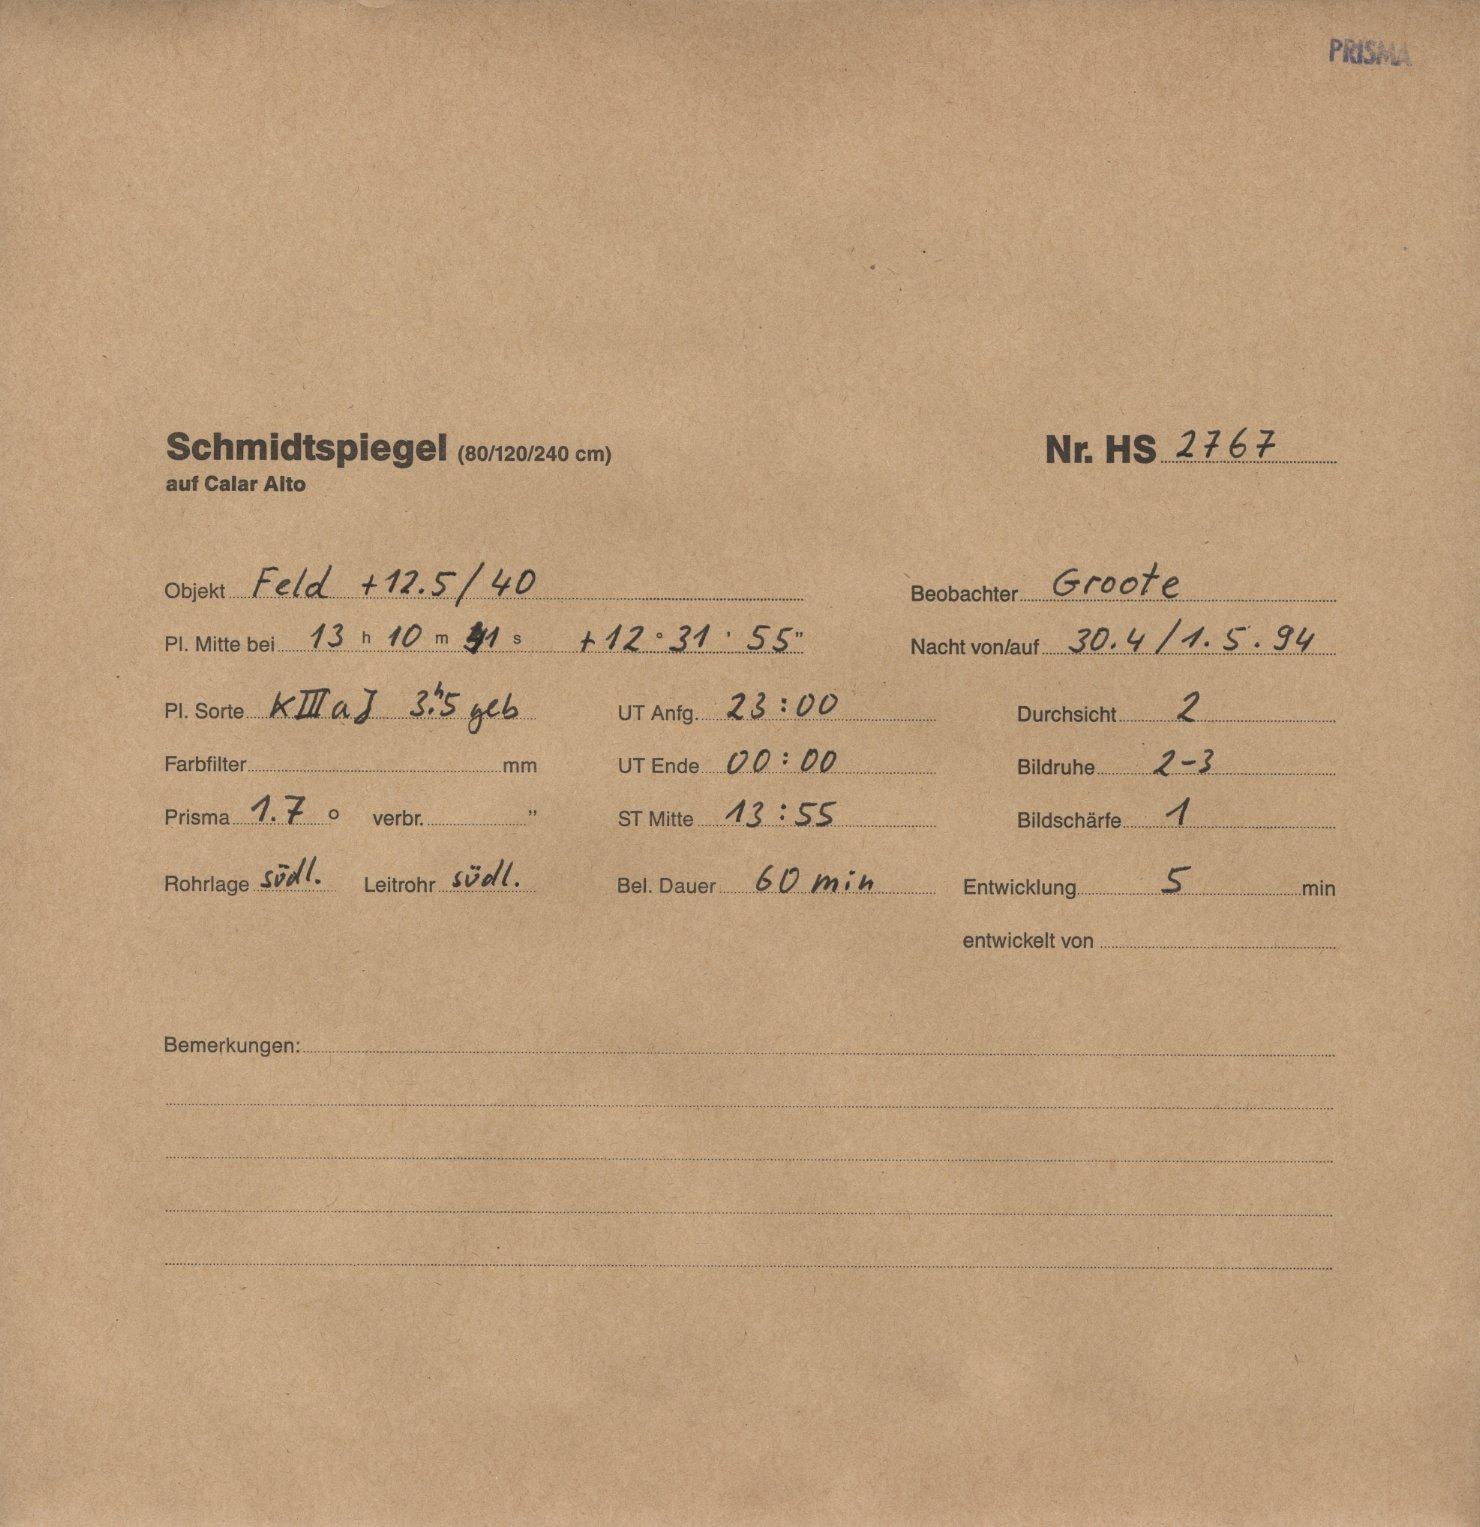 PRISMA
Schmidtspiegel (80/120/240 cm) Nr. HS 2767
auf Calar Alto
Objekt Feld +12.5/40 Beobachter Groote
Pl. Mitte bei 13 h 10 m s +12° 31' 55" Nacht von/auf 30.4/1.5.94
Pl. Sorte KIIIaJ 3.ʰ5 geb UT Anfg. 23:00 Durchsicht 2
Farbfilter mm UT Ende 00:00 Bildruhe 2-3
Prisma 1.7 ° verbr. " ST Mitte 13:55 Bildschärfe 1
Rohrlage südl. Leitrohr südl. Bel. Dauer 60 min Entwicklung 5 min
entwickelt von
Bemerkungen: